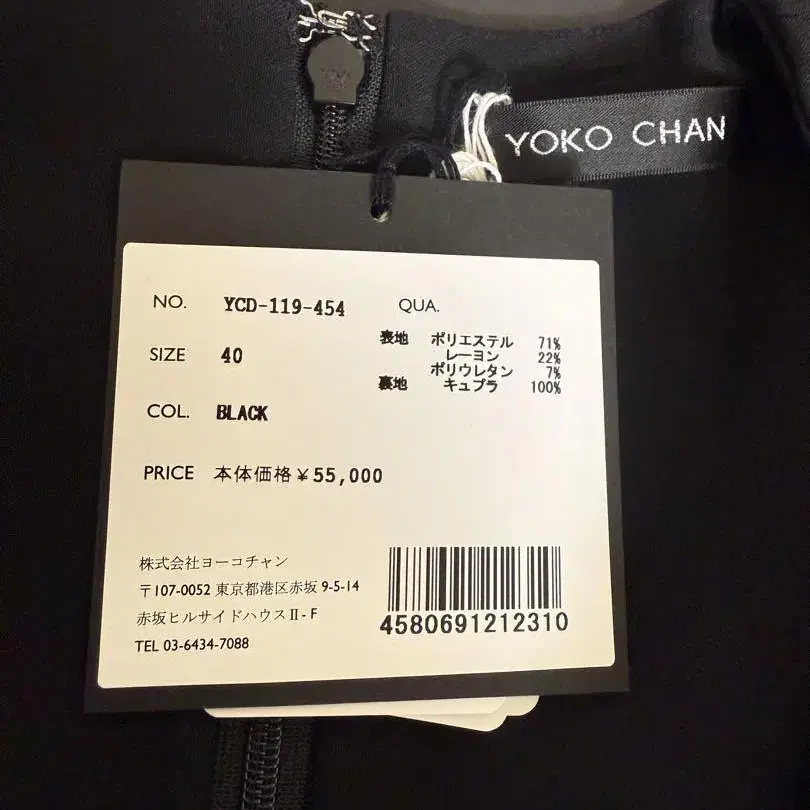 YOKO CHAN
NO. YCD-119-454
SIZE 40
COL. BLACK
QUA.
表地 ポリエステル 71%
レーヨン 22%
ポリウレタン 7%
裏地 キュプラ 100%
PRICE 本体価格¥55,000
株式会社ヨーコチャン
〒107-0052 東京都港区赤坂 9-5-14
赤坂ヒルサイドハウスⅡ-F
TEL 03-6434-7088
4580691212310